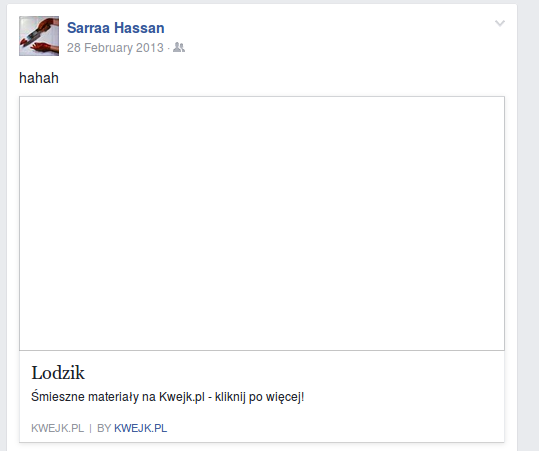 Sarraa Hassan
28 February 2013 ·
hahah
Lodzik
Śmieszne materiały na Kwejk.pl - kliknij po więcej!
KWEJK.PL | BY KWEJK.PL